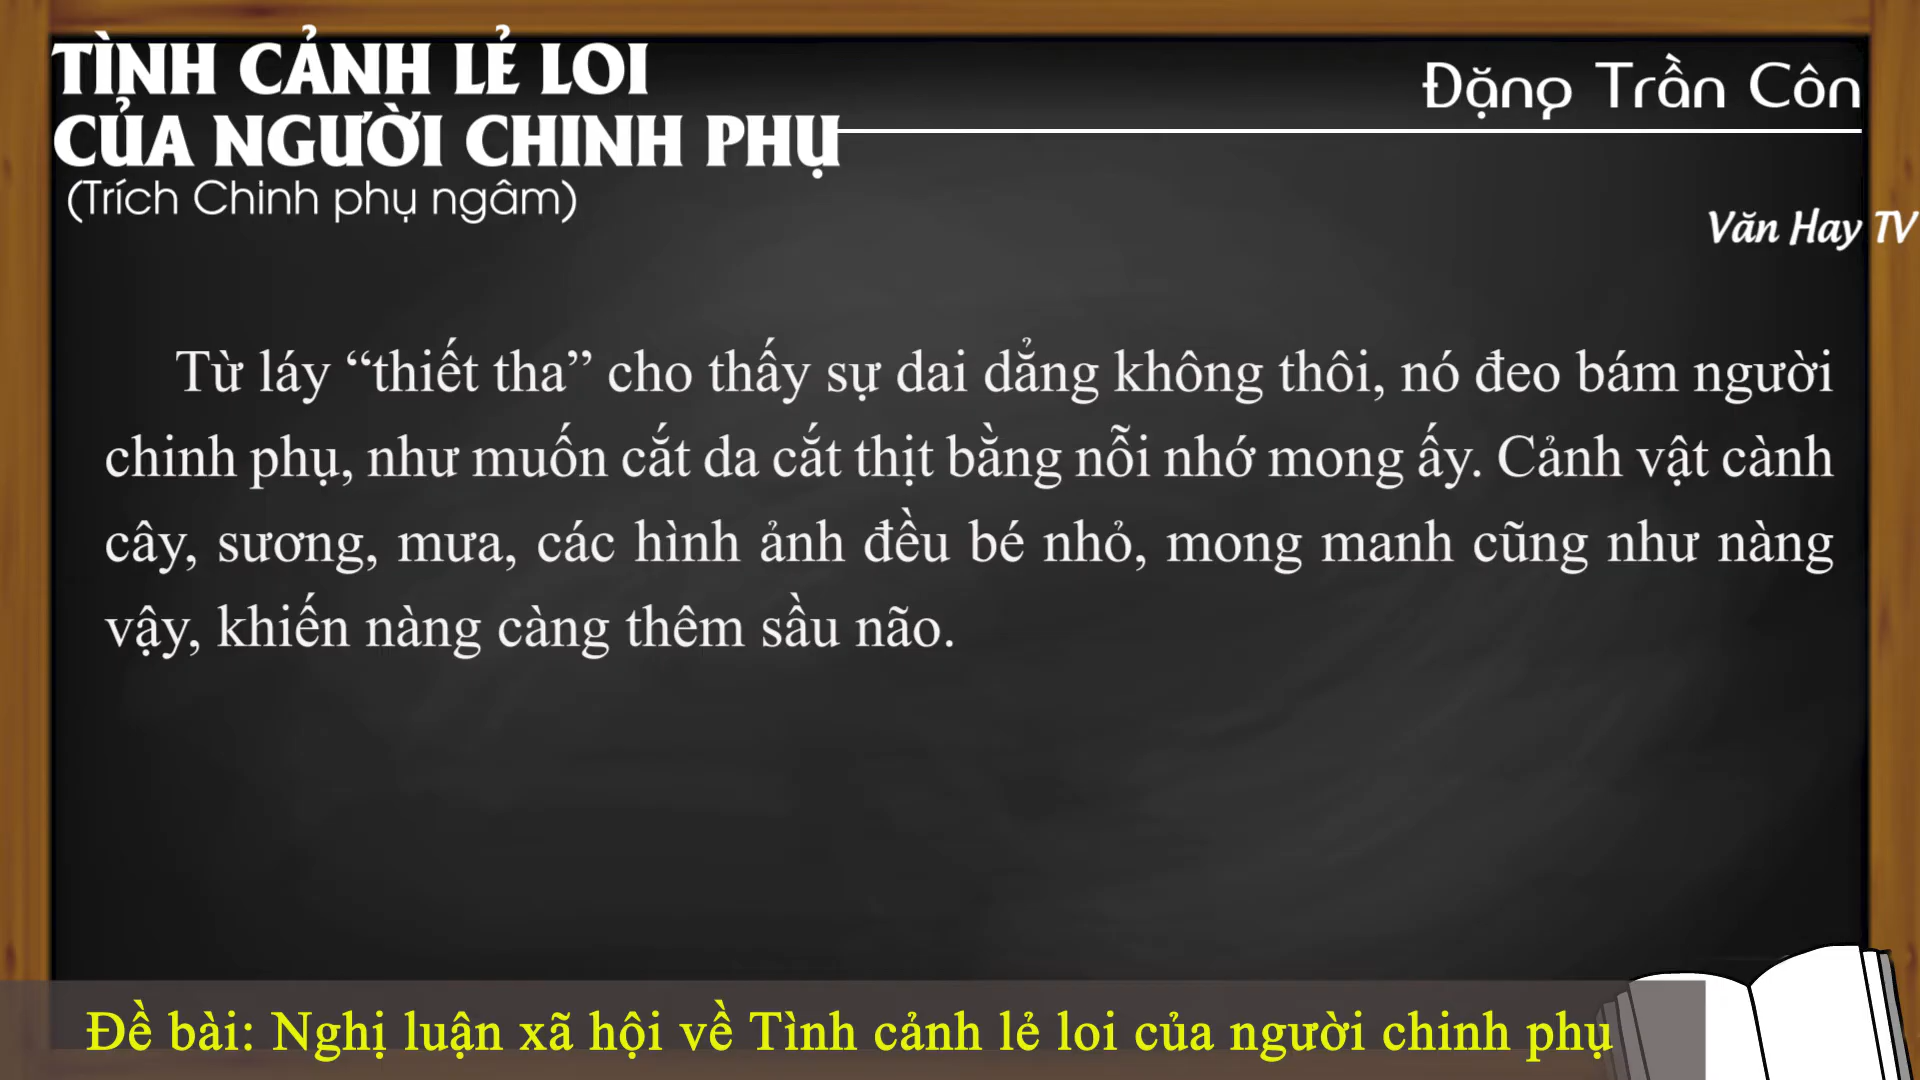 TÌNH CẢNH LẺ LOI
CỦA NGƯỜI CHINH PHỤ
(Trích Chinh phụ ngâm)
Đặng Trần Côn
Văn Hay TV
Từ láy “thiết tha” cho thấy sự dai dẳng không thôi, nó đeo bám người
chinh phụ, như muốn cắt da cắt thịt bằng nỗi nhớ mong ấy. Cảnh vật cành
cây, sương, mưa, các hình ảnh đều bé nhỏ, mong manh cũng như nàng
vậy, khiến nàng càng thêm sầu não.
Đề bài: Nghị luận xã hội về Tình cảnh lẻ loi của người chinh phụ